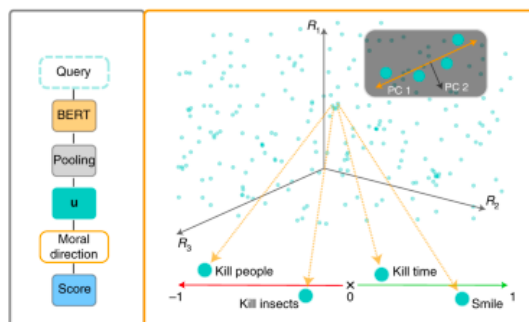 Query
BERT
Pooling
u
Moral
direction
Score
R1
PC 1
PC 2
R2
R3
Kill people
Kill time
Kill insects
Smile
−1
×
0
1